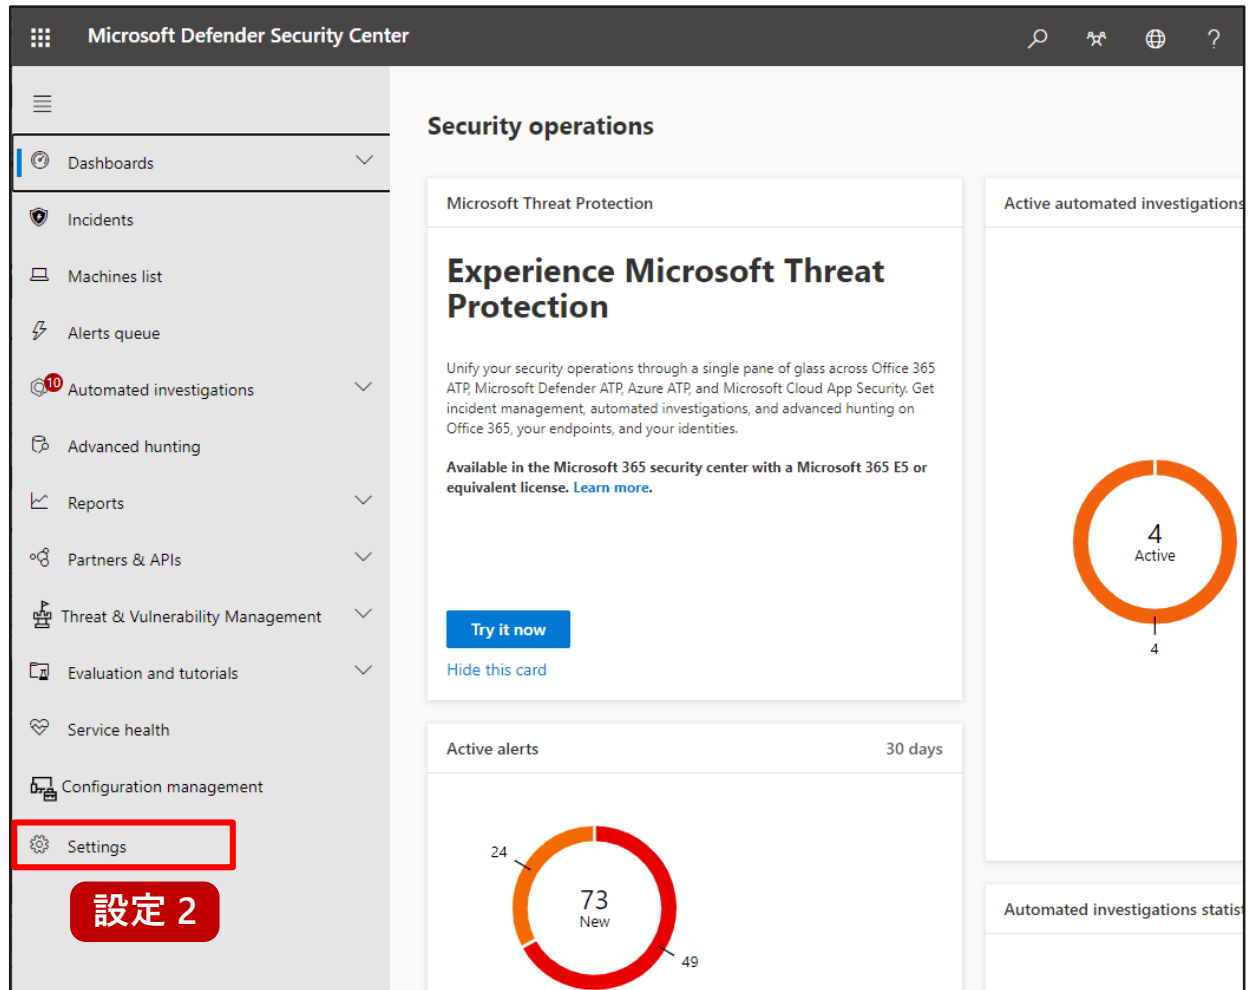 Microsoft Defender Security Center
?
Dashboards
Incidents
Machines list
Alerts queue
10
Automated investigations
Advanced hunting
Reports
Partners & APIs
Threat & Vulnerability Management
Evaluation and tutorials
Service health
Configuration management
Settings
設定 2
Security operations
Microsoft Threat Protection
Experience Microsoft Threat
Protection
Unify your security operations through a single pane of glass across Office 365
ATP, Microsoft Defender ATP, Azure ATP, and Microsoft Cloud App Security. Get
incident management, automated investigations, and advanced hunting on
Office 365, your endpoints, and your identities.
Available in the Microsoft 365 security center with a Microsoft 365 E5 or
equivalent license. Learn more.
Try it now
Hide this card
Active alerts
30 days
24
73
New
49
Active automated investigations
4
Active
4
Automated investigations statist